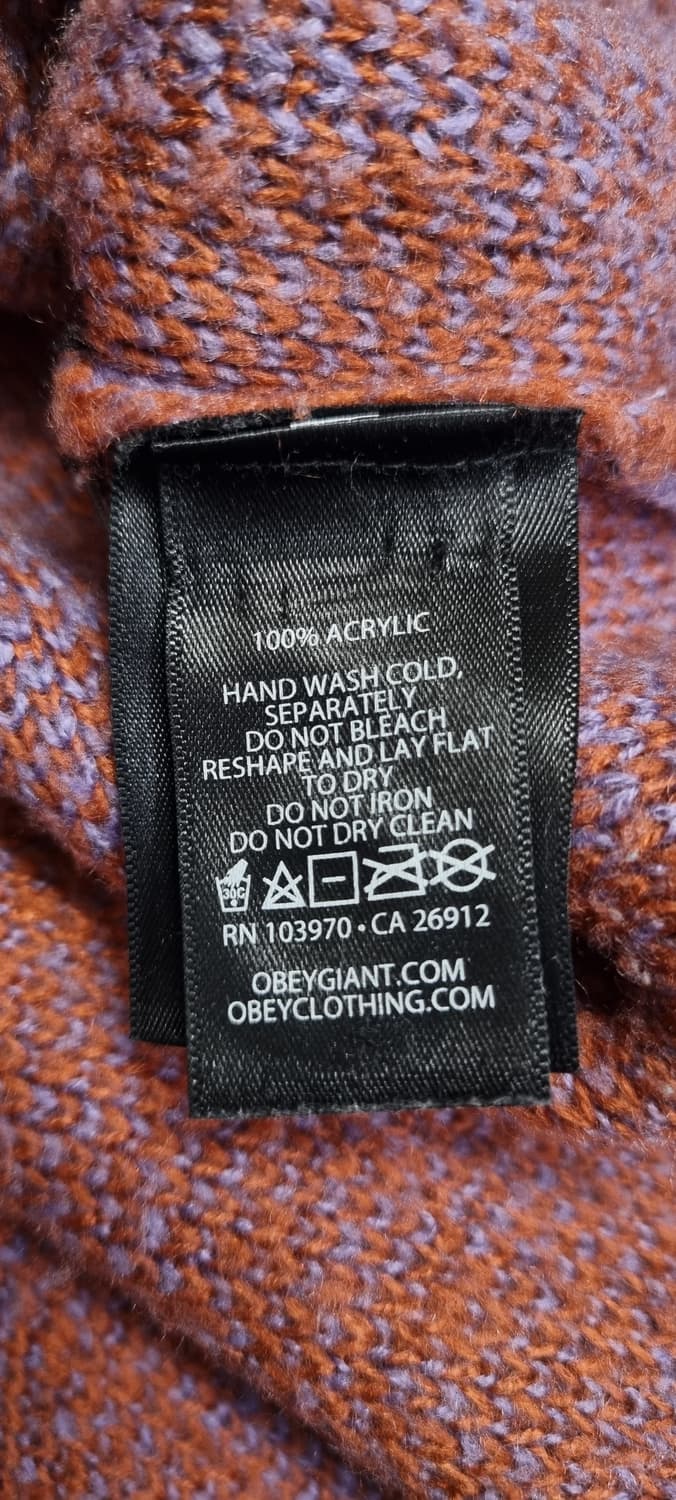 100% ACRYLIC
HAND WASH COLD,
SEPARATELY
DO NOT BLEACH
RESHAPE AND LAY FLAT
TO DRY
DO NOT IRON
DO NOT DRY CLEAN
30C
RN 103970 • CA 26912
OBEYGIANT.COM
OBEYCLOTHING.COM